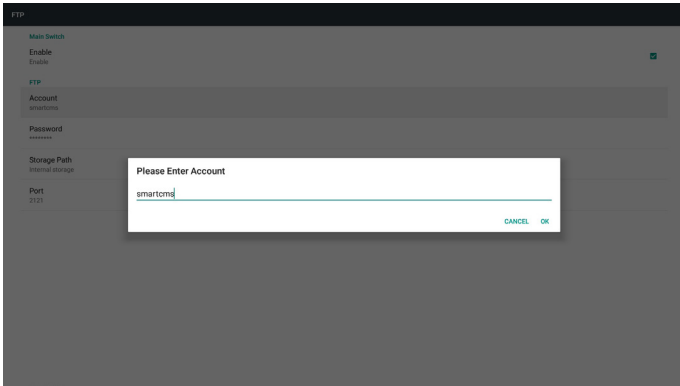 FTP
Main Switch
Enable
Enable
FTP
Account
smartcms
Password
********
Storage Path
Internal storage
Port
2121
Please Enter Account
smartcms
CANCEL OK